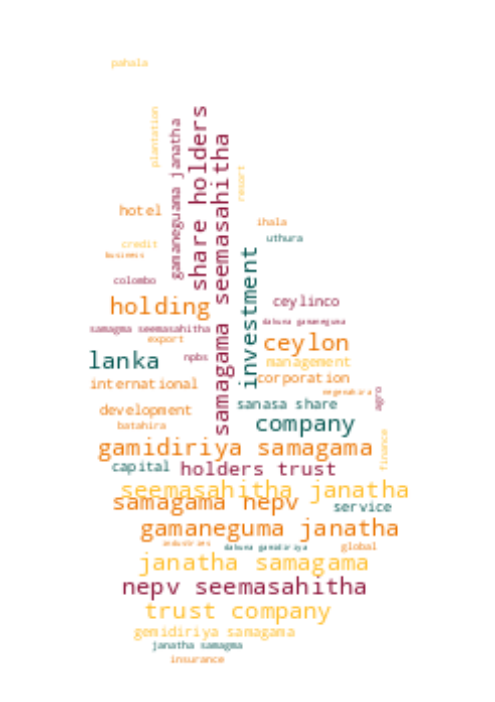 pahala
plantation
gamaneguama janatha
share holders
samagama seemasahitha
resort
hotel
ihala
uthura
credit
business
investment
colombo
holding
ceylinco
samagma seemasahitha
dakuna gamaneguma
export
ceylon
lanka
npbs
management
international
corporation
negenahira
agro
development
sanasa share
batahira
company
gamidiriya samagama
finance
capital
holders trust
seemasahitha janatha
samagama nepv
service
gamaneguma janatha
industries
dakuna gamidiriya
global
janatha samagama
nepv seemasahitha
trust company
gemidiriya samagama
janatha samagma
insurance